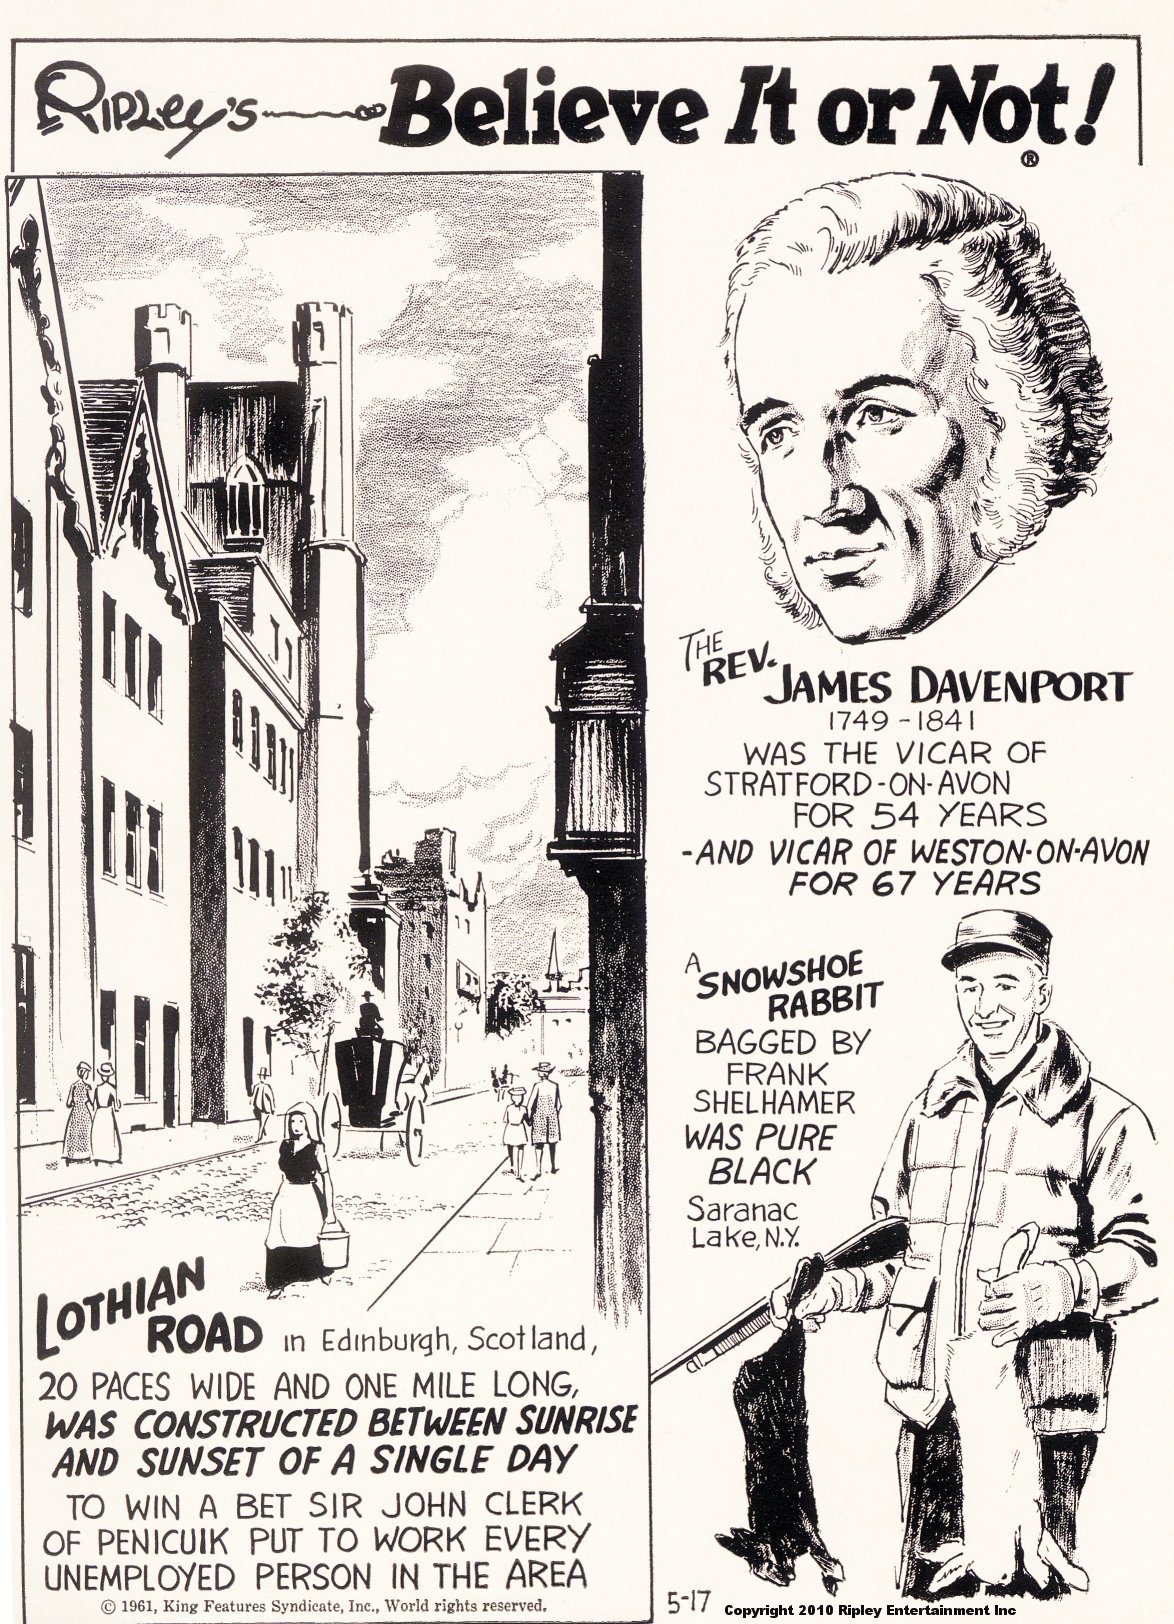 RIPLEY'S Believe It or Not!
®
THE
REV.
JAMES DAVENPORT
1749-1841
WAS THE VICAR OF
STRATFORD-ON-AVON
FOR 54 YEARS
-AND VICAR OF WESTON-ON-AVON
FOR 67 YEARS
A
SNOWSHOE
RABBIT
BAGGED BY
FRANK
SHELHAMER
WAS PURE
BLACK
Saranac
Lake, N.Y.
LOTHIAN
ROAD in Edinburgh, Scotland,
20 PACES WIDE AND ONE MILE LONG,
WAS CONSTRUCTED BETWEEN SUNRISE
AND SUNSET OF A SINGLE DAY
TO WIN A BET SIR JOHN CLERK
OF PENICUIK PUT TO WORK EVERY
UNEMPLOYED PERSON IN THE AREA
© 1961, King Features Syndicate, Inc., World rights reserved.
5-17
Copyright 2010 Ripley Entertainment Inc